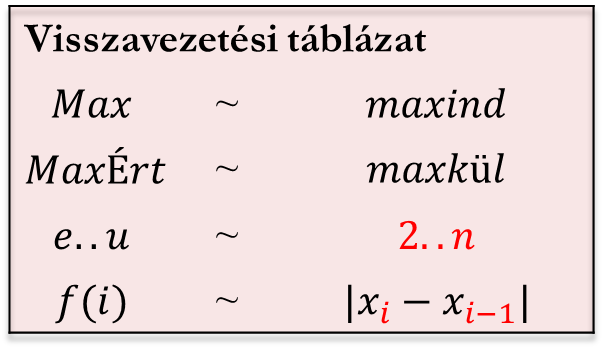 Visszavezetési táblázat
Max ~ maxind
MaxÉrt ~ maxkül
e..u ~ 2..n
f(i) ~ |xᵢ − xᵢ₋₁|